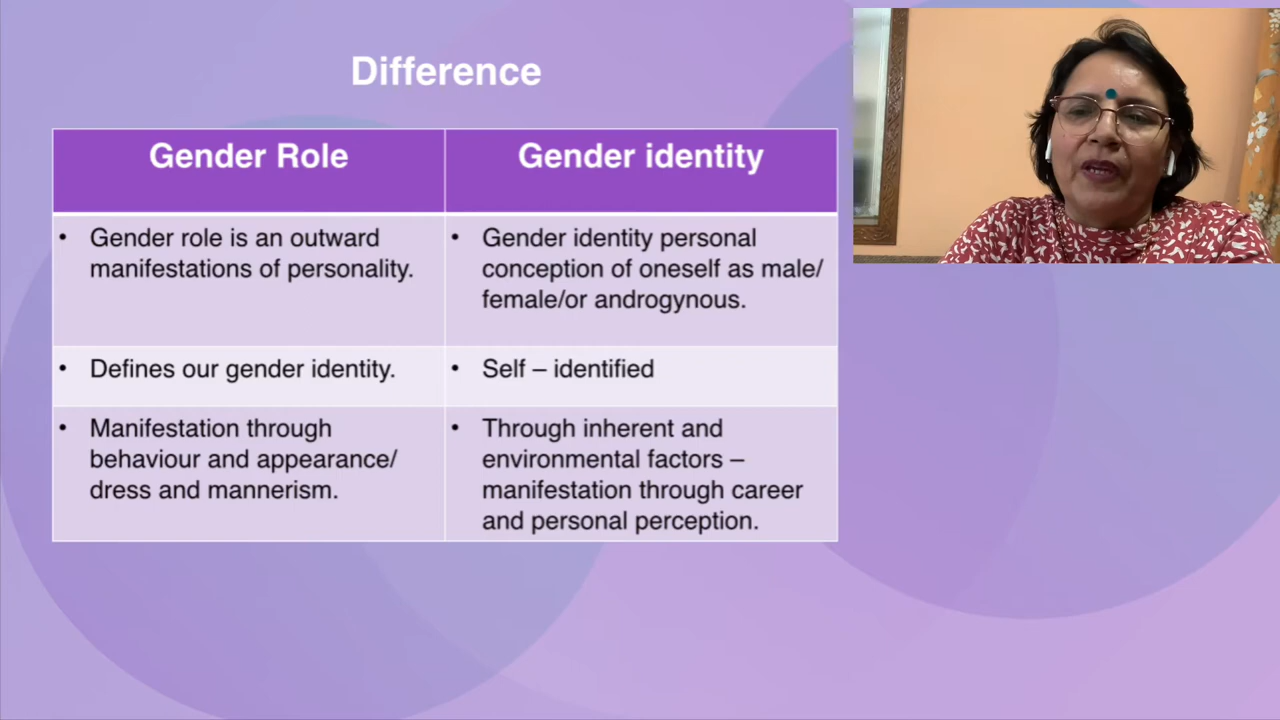 Difference
Gender Role
Gender identity
• Gender role is an outward
manifestations of personality.
• Gender identity personal
conception of oneself as male/
female/or androgynous.
• Defines our gender identity.
• Self – identified
• Manifestation through
behaviour and appearance/
dress and mannerism.
• Through inherent and
environmental factors –
manifestation through career
and personal perception.